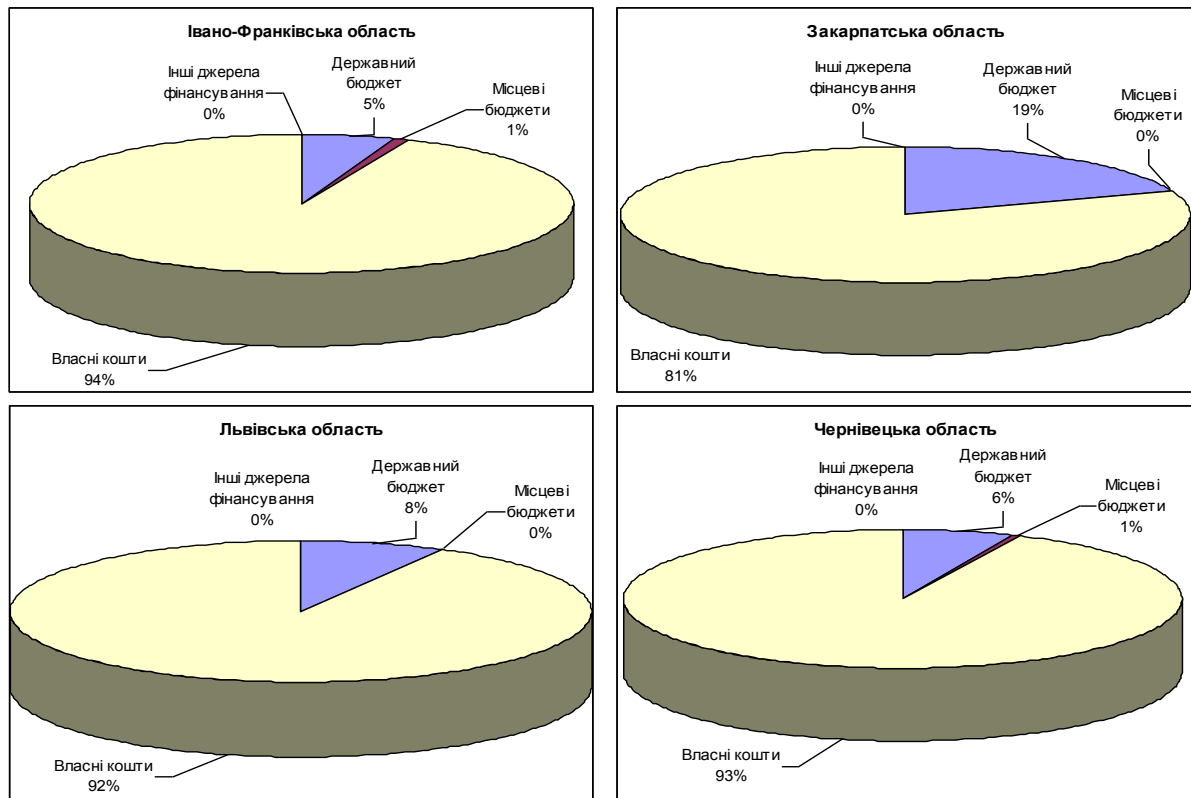 Івано-Франківська область
Інші джерела
фінансування
0%
Державний
бюджет
5%
Місцеві
бюджети
1%
Власні кошти
94%
Закарпатська область
Інші джерела
фінансування
0%
Державний
бюджет
19%
Місцеві
бюджети
0%
Власні кошти
81%
Львівська область
Інші джерела
фінансування
0%
Державний
бюджет
8%
Місцеві
бюджети
0%
Власні кошти
92%
Чернівецька область
Інші джерела
фінансування
0%
Державний
бюджет
6%
Місцеві
бюджети
1%
Власні кошти
93%